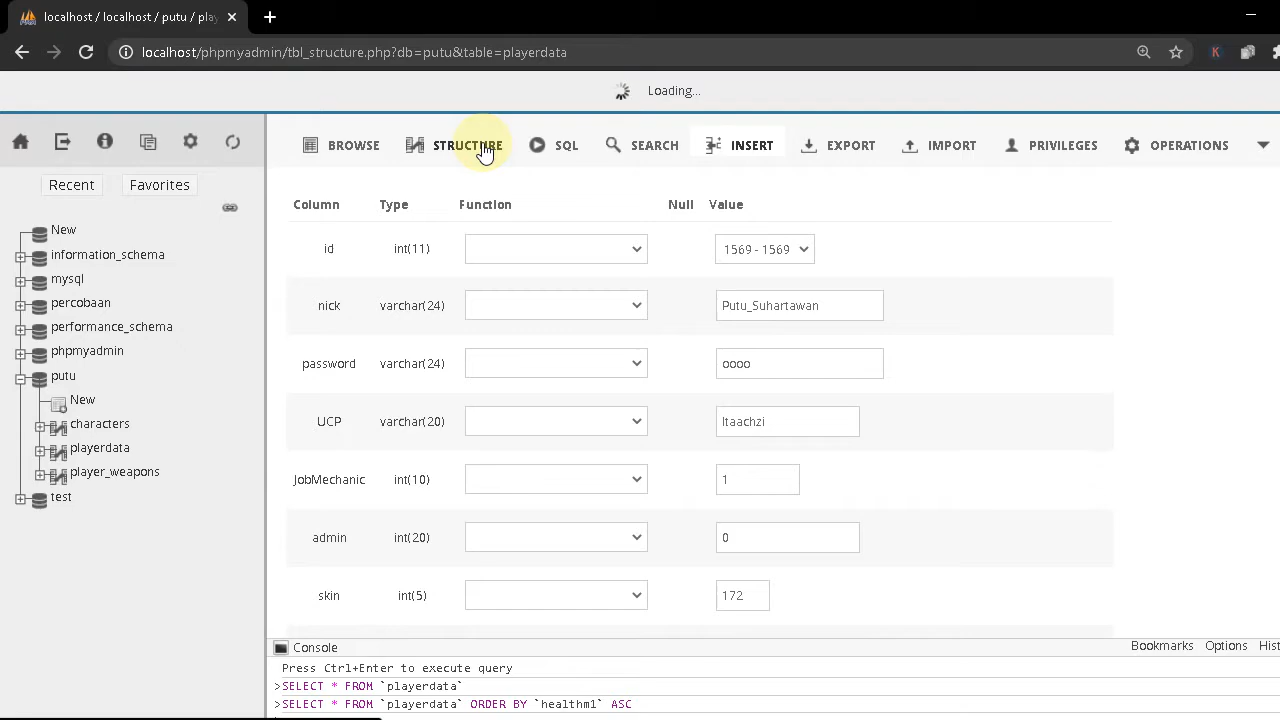 localhost / localhost / putu / play
localhost/phpmyadmin/tbl_structure.php?db=putu&table=playerdata
K
Loading...
BROWSE STRUCTURE SQL SEARCH INSERT EXPORT IMPORT PRIVILEGES OPERATIONS
Recent Favorites
New
information_schema
mysql
percobaan
performance_schema
phpmyadmin
putu
New
characters
playerdata
player_weapons
test
Column Type Function Null Value
id int(11) 1569 - 1569
nick varchar(24) Putu_Suhartawan
password varchar(24) oooo
UCP varchar(20) Itaachzi
JobMechanic int(10) 1
admin int(20) 0
skin int(5) 172
Console Bookmarks Options Hist
Press Ctrl+Enter to execute query
>SELECT * FROM `playerdata`
>SELECT * FROM `playerdata` ORDER BY `healthm1` ASC
>